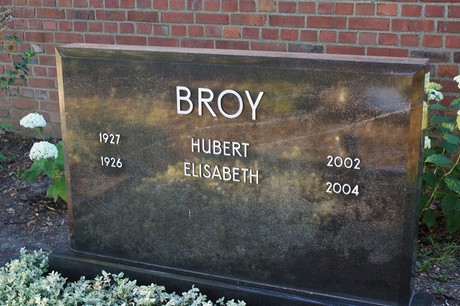 BROY
1927 HUBERT 2002
1926 ELISABETH 2004